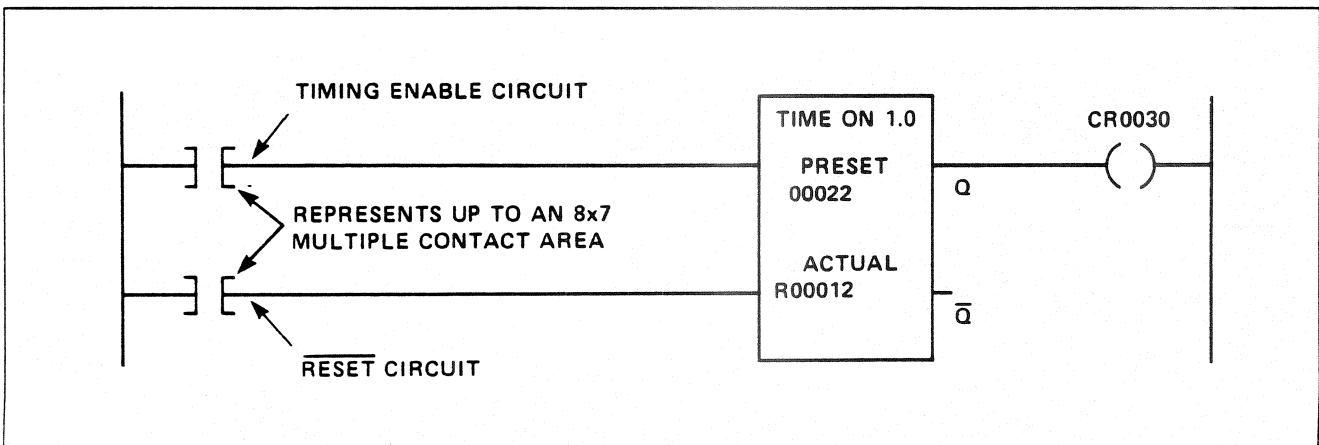 TIMING ENABLE CIRCUIT
TIME ON 1.0
CR0030
PRESET
00022
Q
REPRESENTS UP TO AN 8x7
MULTIPLE CONTACT AREA
ACTUAL
R00012
Q̅
R̅E̅S̅E̅T̅ CIRCUIT